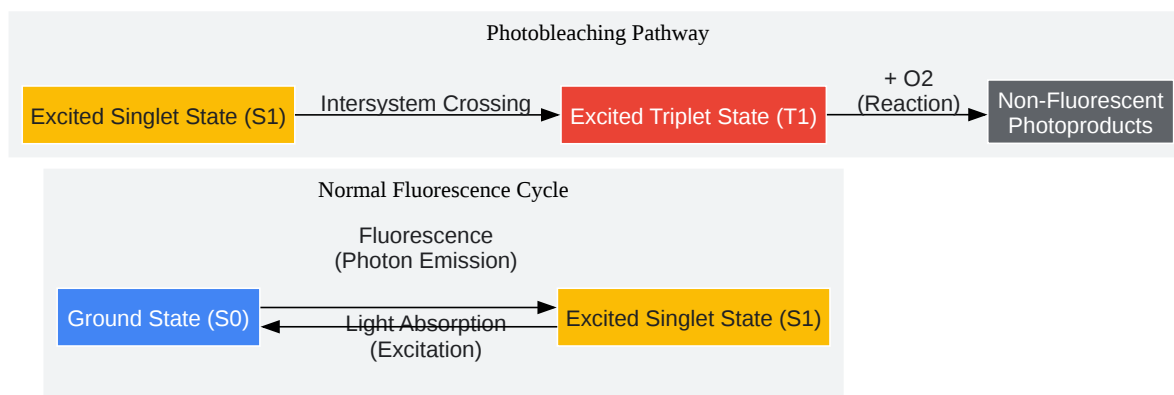 Photobleaching Pathway
Excited Singlet State (S1)
Intersystem Crossing
Excited Triplet State (T1)
+ O2
(Reaction)
Non-Fluorescent
Photoproducts
Normal Fluorescence Cycle
Fluorescence
(Photon Emission)
Ground State (S0)
Light Absorption
(Excitation)
Excited Singlet State (S1)